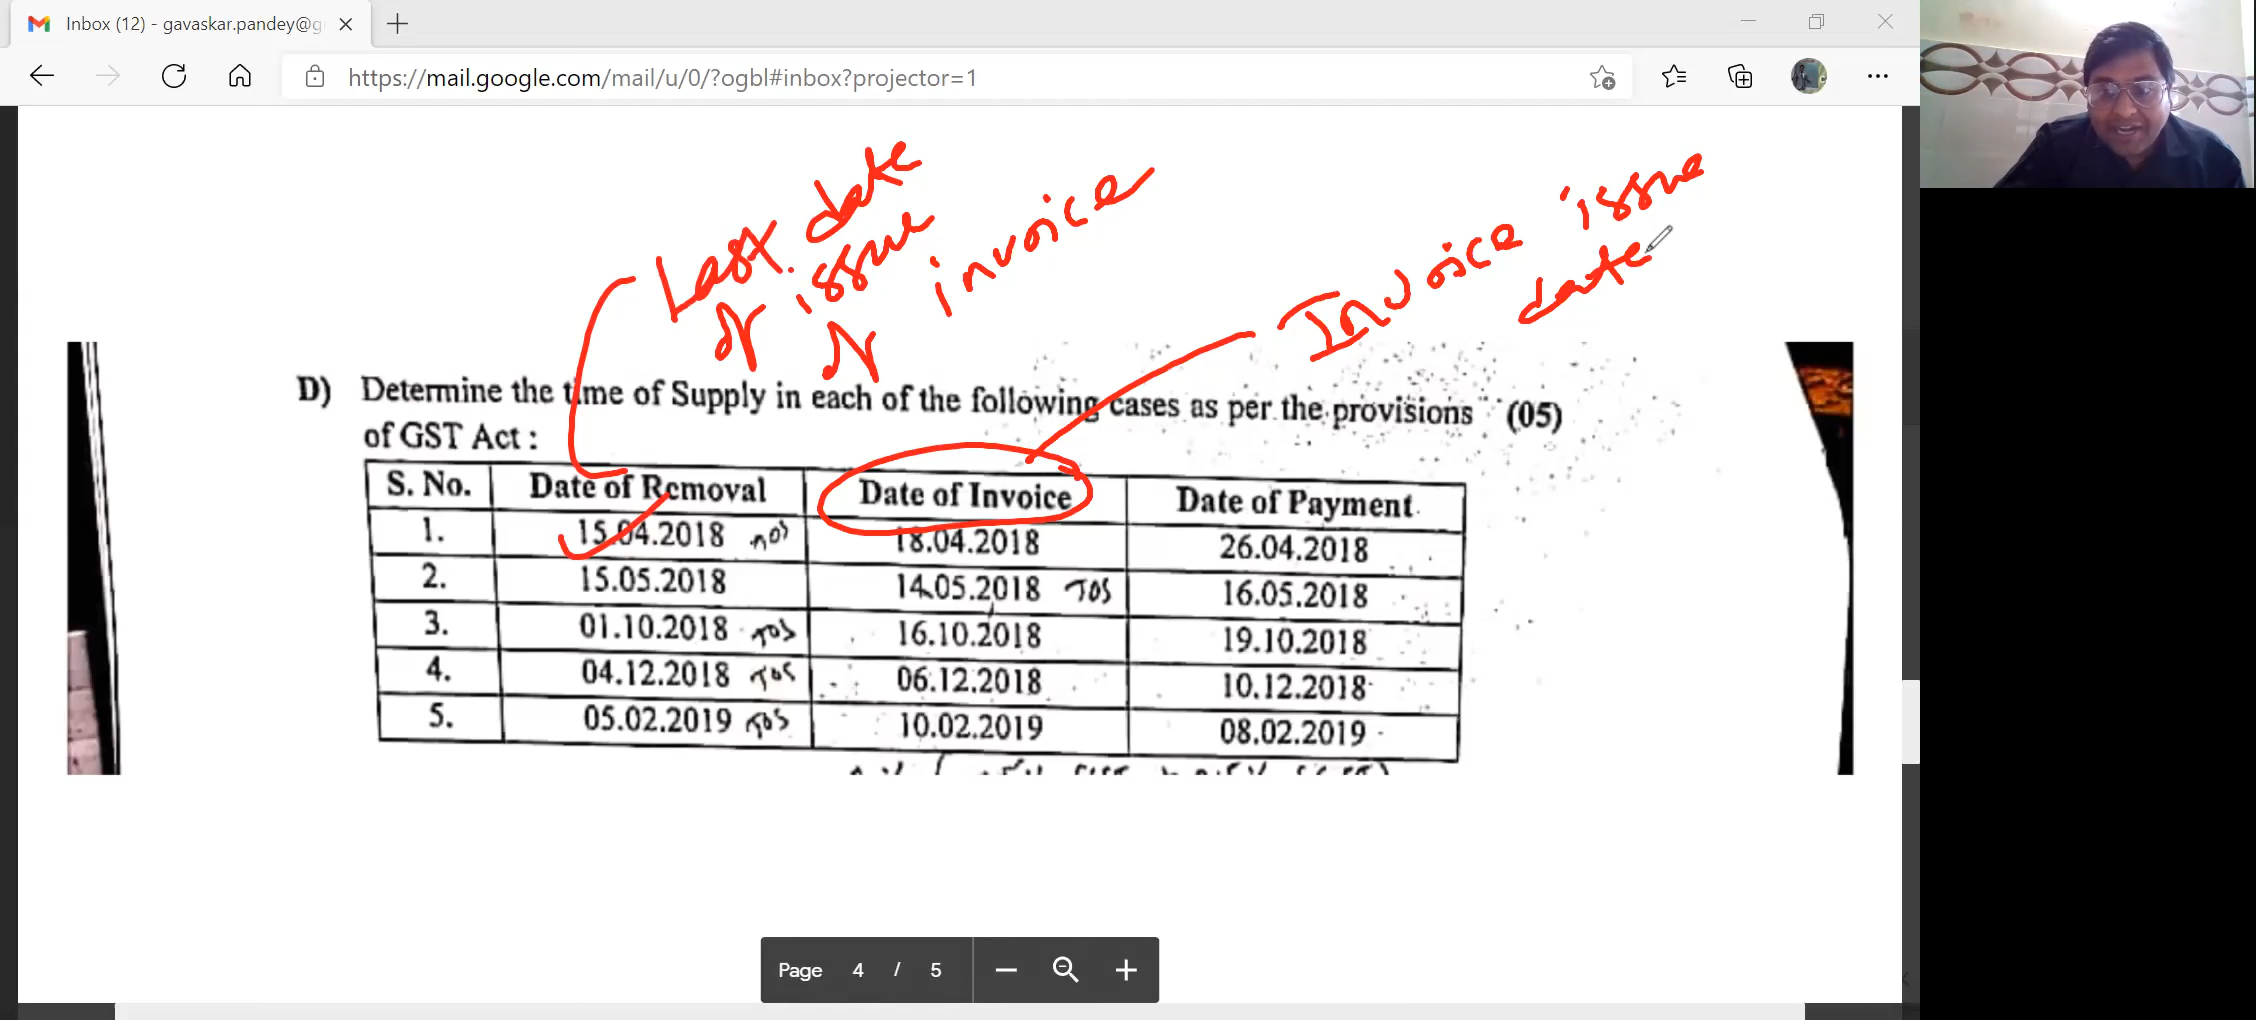 Inbox (12) - gavaskar.pandey@g
https://mail.google.com/mail/u/0/?ogbl#inbox?projector=1
Last date
of issue
of invoice
Invoice issue
date
D) Determine the time of Supply in each of the following cases as per the provisions (05)
of GST Act :
S. No. Date of Removal Date of Invoice Date of Payment
1. 15.04.2018 18.04.2018 26.04.2018
2. 15.05.2018 14.05.2018 TOS 16.05.2018
3. 01.10.2018 TOS 16.10.2018 19.10.2018
4. 04.12.2018 TOS 06.12.2018 10.12.2018
5. 05.02.2019 TOS 10.02.2019 08.02.2019
Page 4 / 5